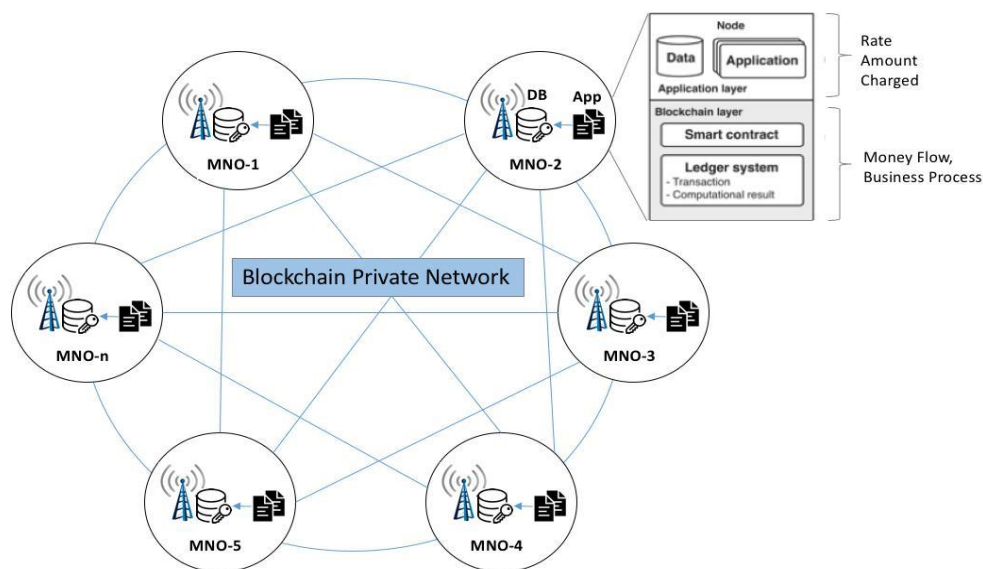 Node
Data
Application
Application layer
Blockchain layer
Smart contract
Ledger system
- Transaction
- Computational result
Rate
Amount
Charged
Money Flow,
Business Process
MNO-1
DB
App
MNO-2
Blockchain Private Network
MNO-n
MNO-3
MNO-5
MNO-4